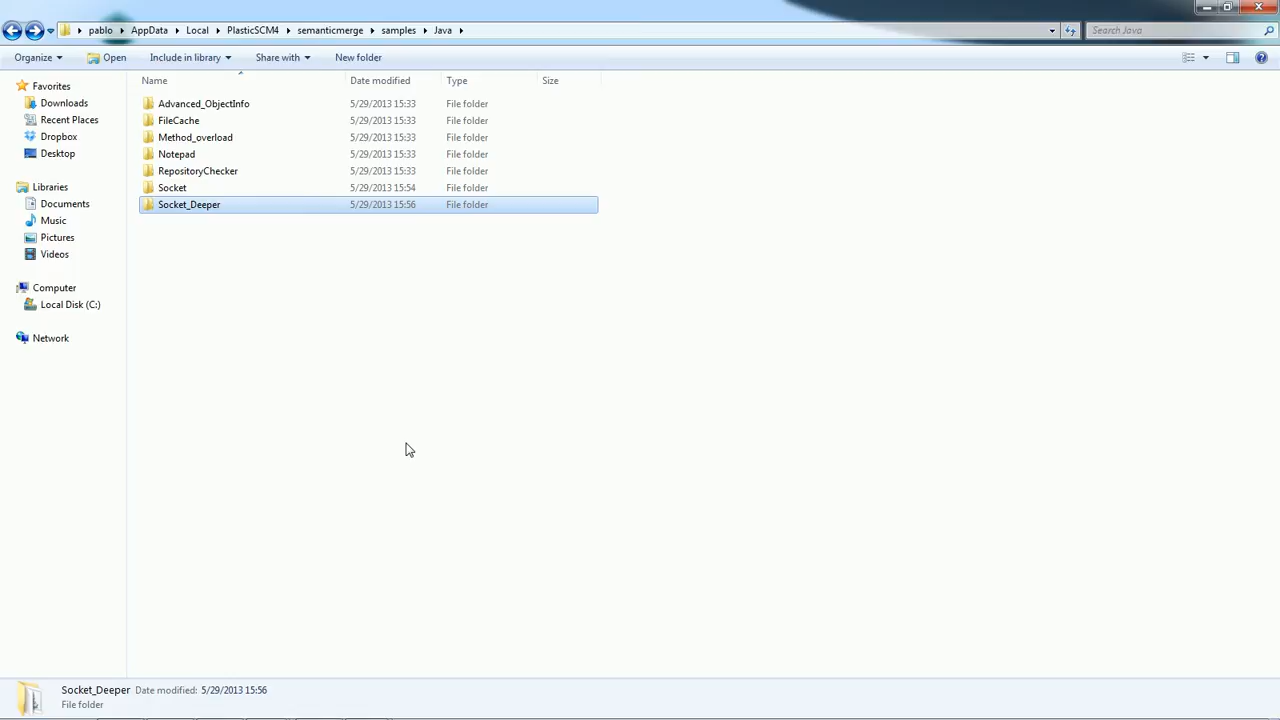 pablo AppData Local PlasticSCM4 semanticmerge samples Java Search Java
Organize Open Include in library Share with New folder
Name Date modified Type Size
Favorites
Downloads
Recent Places
Dropbox
Desktop
Libraries
Documents
Music
Pictures
Videos
Computer
Local Disk (C:)
Network
Advanced_ObjectInfo 5/29/2013 15:33 File folder
FileCache 5/29/2013 15:33 File folder
Method_overload 5/29/2013 15:33 File folder
Notepad 5/29/2013 15:33 File folder
RepositoryChecker 5/29/2013 15:33 File folder
Socket 5/29/2013 15:54 File folder
Socket_Deeper 5/29/2013 15:56 File folder
Socket_Deeper Date modified: 5/29/2013 15:56
File folder